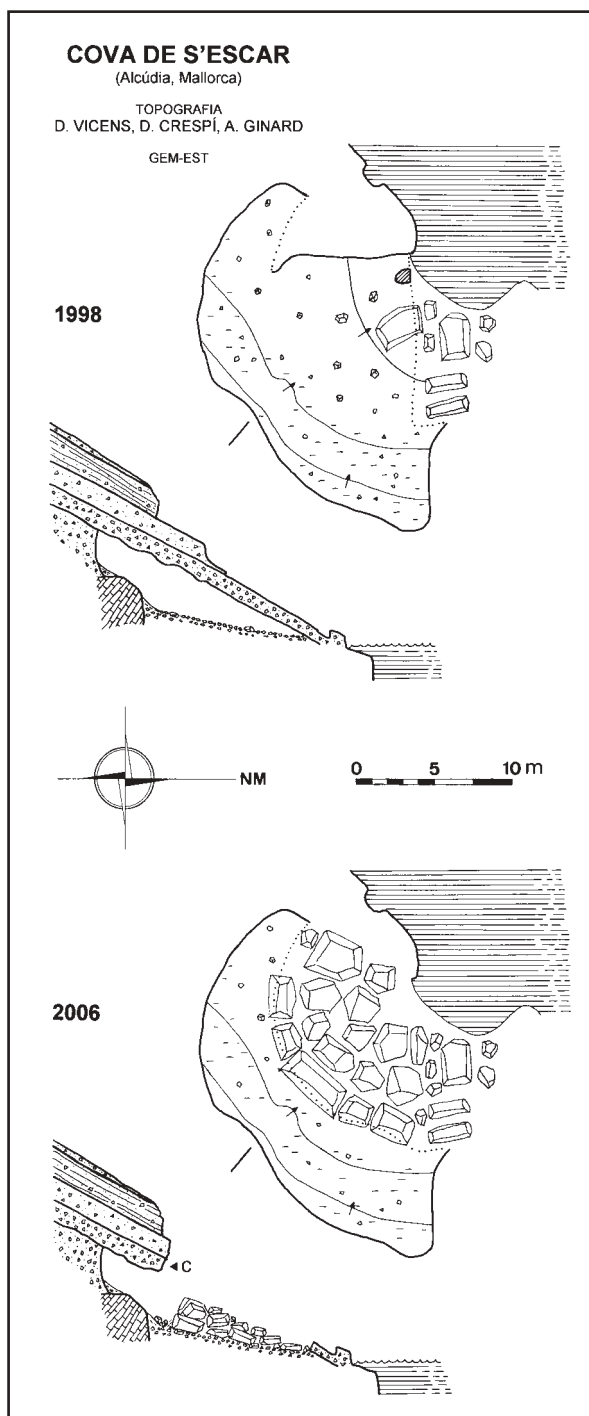 COVA DE S'ESCAR
(Alcúdia, Mallorca)
TOPOGRAFIA
D. VICENS, D. CRESPÍ, A. GINARD
GEM-EST
1998
NM
0 5 10 m
2006
C